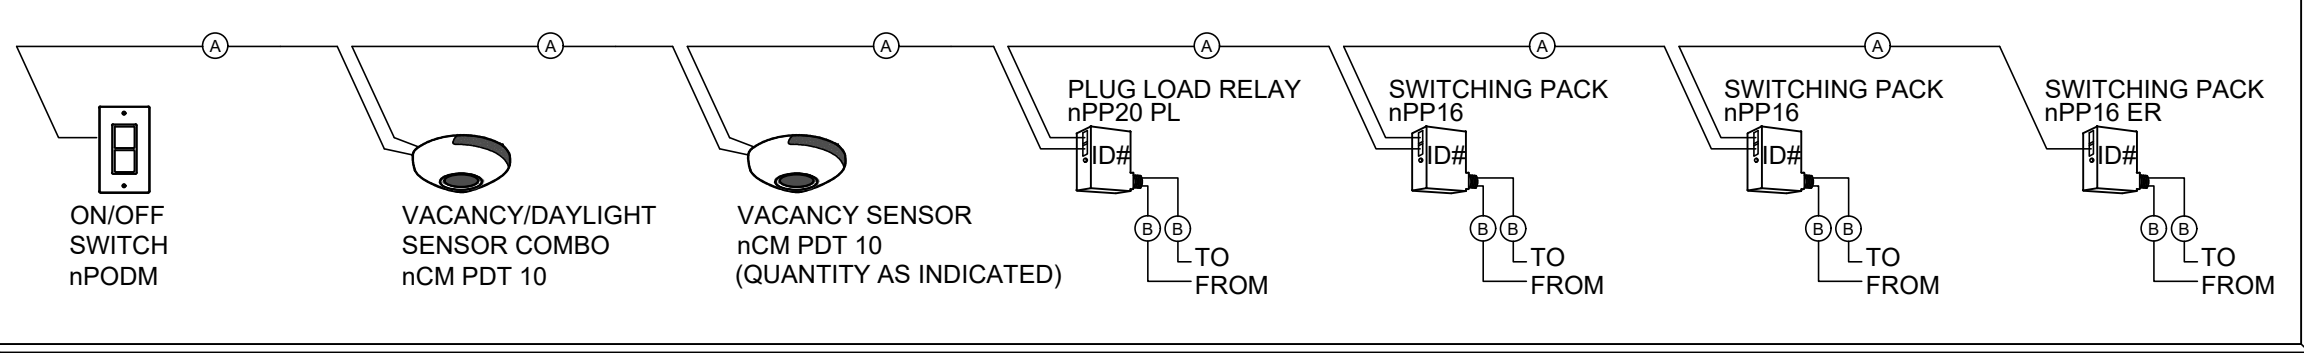 A A A A A A
ON/OFF
SWITCH
nPODM
VACANCY/DAYLIGHT
SENSOR COMBO
nCM PDT 10
VACANCY SENSOR
nCM PDT 10
(QUANTITY AS INDICATED)
PLUG LOAD RELAY
nPP20 PL
ID#
B B
TO
FROM
SWITCHING PACK
nPP16
ID#
B B
TO
FROM
SWITCHING PACK
nPP16
ID#
B B
TO
FROM
SWITCHING PACK
nPP16 ER
ID#
B B
TO
FROM